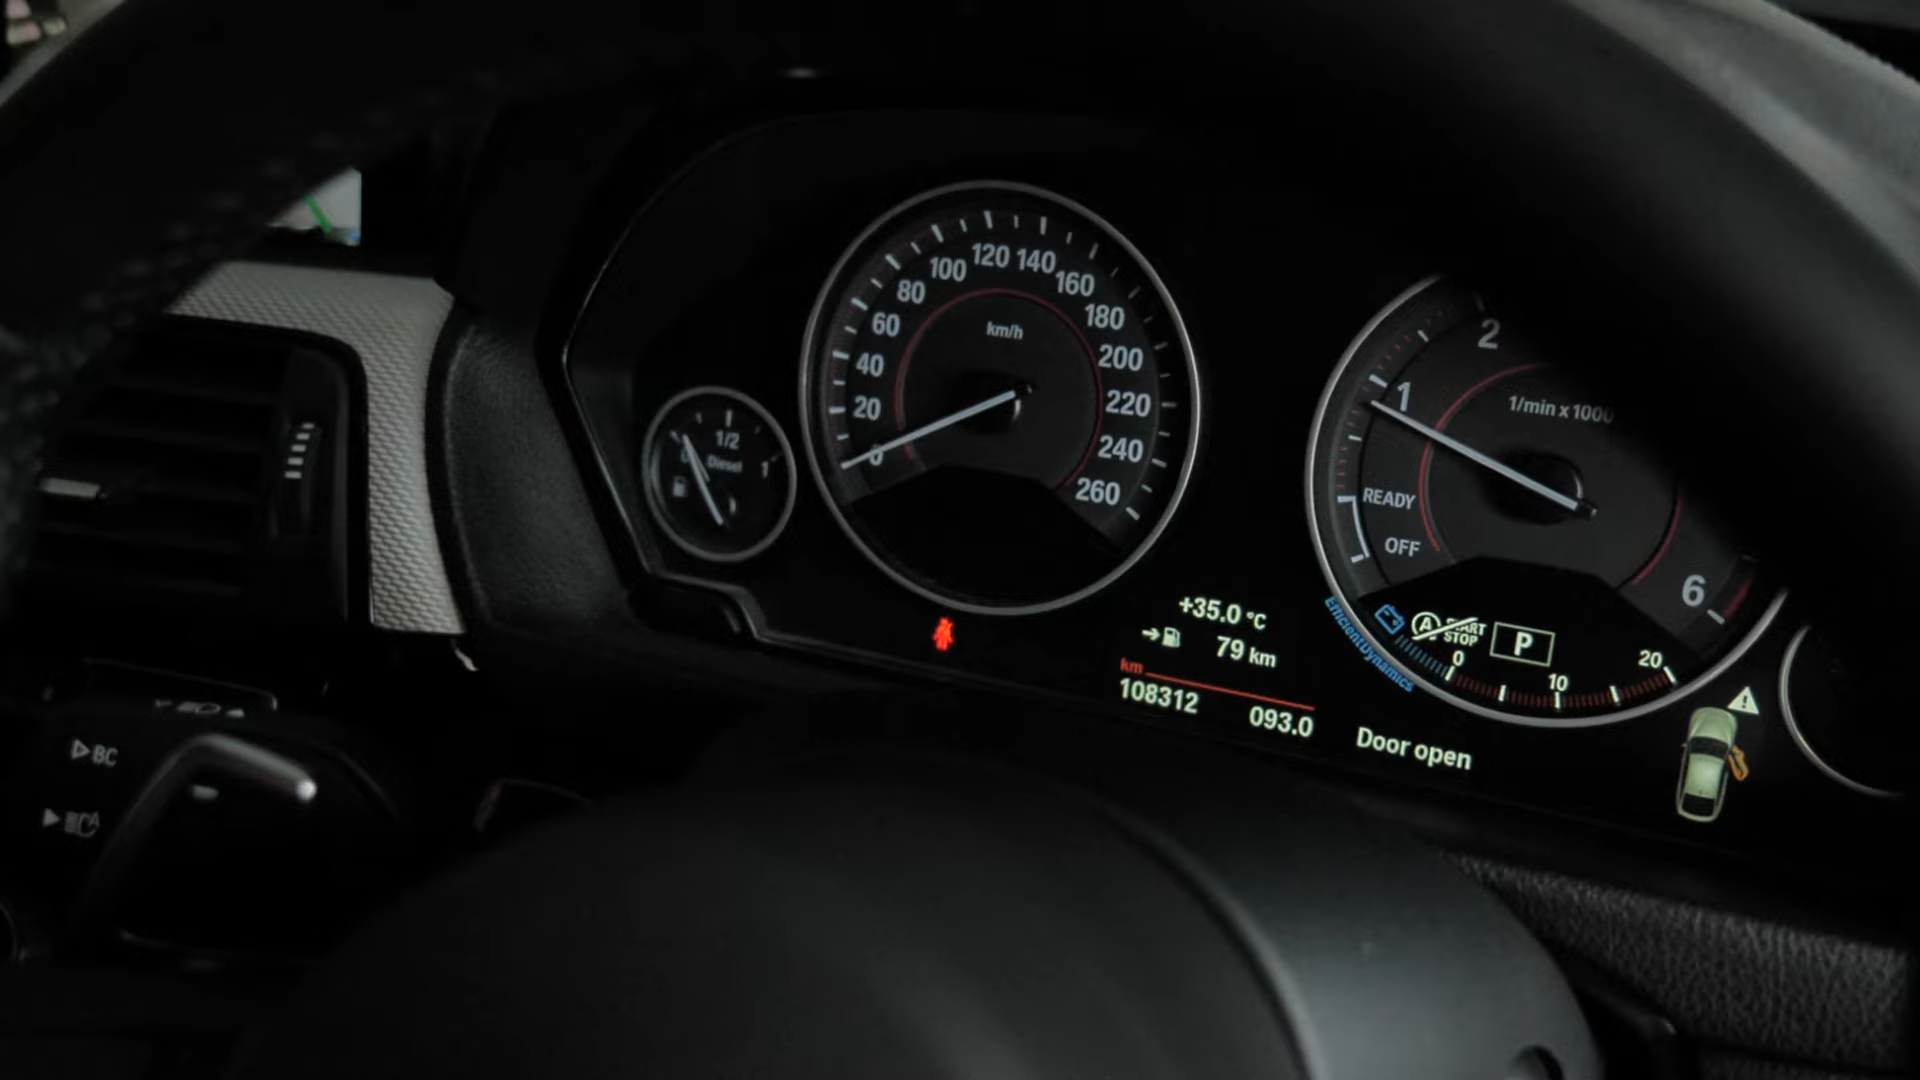 120
140
100
160
80
180
60
200
40
220
20
240
0
260
km/h
1/2
Diesel
1
2
1
1/min x 1000
READY
OFF
6
EfficientDynamics
A
START
STOP
P
0
10
20
+35.0 °C
79 km
km
108312
093.0
Door open
BC